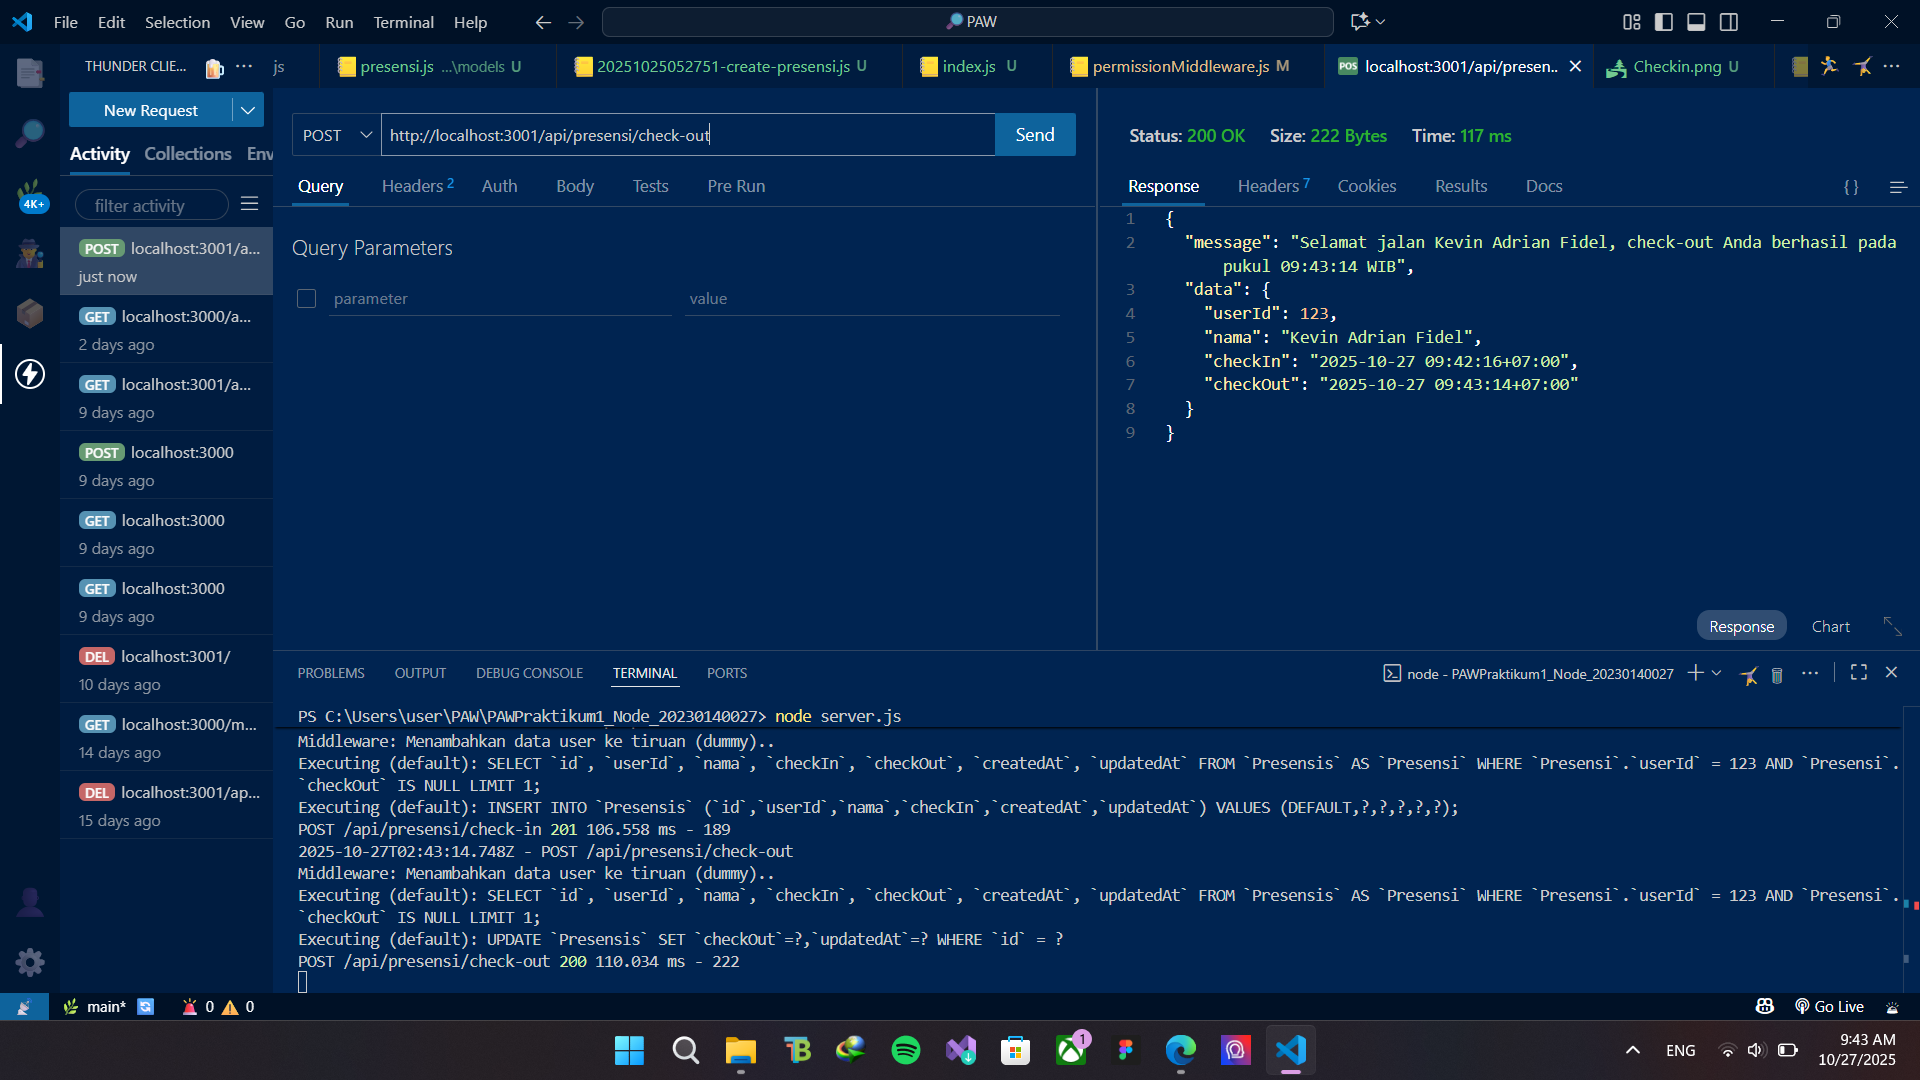 File Edit Selection View Go Run Terminal Help
PAW
THUNDER CLIE...
js
presensi.js ...\models U
20251025052751-create-presensi.js U
index.js U
permissionMiddleware.js M
POS localhost:3001/api/presen..
Checkin.png U
New Request
POST http://localhost:3001/api/presensi/check-out Send
Status: 200 OK Size: 222 Bytes Time: 117 ms
Activity Collections Env
Query Headers 2 Auth Body Tests Pre Run
Response Headers 7 Cookies Results Docs
{}
4K+
filter activity
Query Parameters
parameter value
1 {
2 "message": "Selamat jalan Kevin Adrian Fidel, check-out Anda berhasil pada
pukul 09:43:14 WIB",
3 "data": {
4 "userId": 123,
5 "nama": "Kevin Adrian Fidel",
6 "checkIn": "2025-10-27 09:42:16+07:00",
7 "checkOut": "2025-10-27 09:43:14+07:00"
8 }
9 }
POST localhost:3001/a...
just now
GET localhost:3000/a...
2 days ago
GET localhost:3001/a...
9 days ago
POST localhost:3000
9 days ago
GET localhost:3000
9 days ago
GET localhost:3000
9 days ago
DEL localhost:3001/
10 days ago
GET localhost:3000/m...
14 days ago
DEL localhost:3001/ap...
15 days ago
Response Chart
PROBLEMS OUTPUT DEBUG CONSOLE TERMINAL PORTS
node - PAWPraktikum1_Node_20230140027
PS C:\Users\user\PAW\PAWPraktikum1_Node_20230140027> node server.js
Middleware: Menambahkan data user ke tiruan (dummy)..
Executing (default): SELECT `id`, `userId`, `nama`, `checkIn`, `checkOut`, `createdAt`, `updatedAt` FROM `Presensis` AS `Presensi` WHERE `Presensi`.`userId` = 123 AND `Presensi`.
`checkOut` IS NULL LIMIT 1;
Executing (default): INSERT INTO `Presensis` (`id`,`userId`,`nama`,`checkIn`,`createdAt`,`updatedAt`) VALUES (DEFAULT,?,?,?,?,?);
POST /api/presensi/check-in 201 106.558 ms - 189
2025-10-27T02:43:14.748Z - POST /api/presensi/check-out
Middleware: Menambahkan data user ke tiruan (dummy)..
Executing (default): SELECT `id`, `userId`, `nama`, `checkIn`, `checkOut`, `createdAt`, `updatedAt` FROM `Presensis` AS `Presensi` WHERE `Presensi`.`userId` = 123 AND `Presensi`.
`checkOut` IS NULL LIMIT 1;
Executing (default): UPDATE `Presensis` SET `checkOut`=?,`updatedAt`=? WHERE `id` = ?
POST /api/presensi/check-out 200 110.034 ms - 222
main* 0 0
Go Live
1
ENG
9:43 AM
10/27/2025